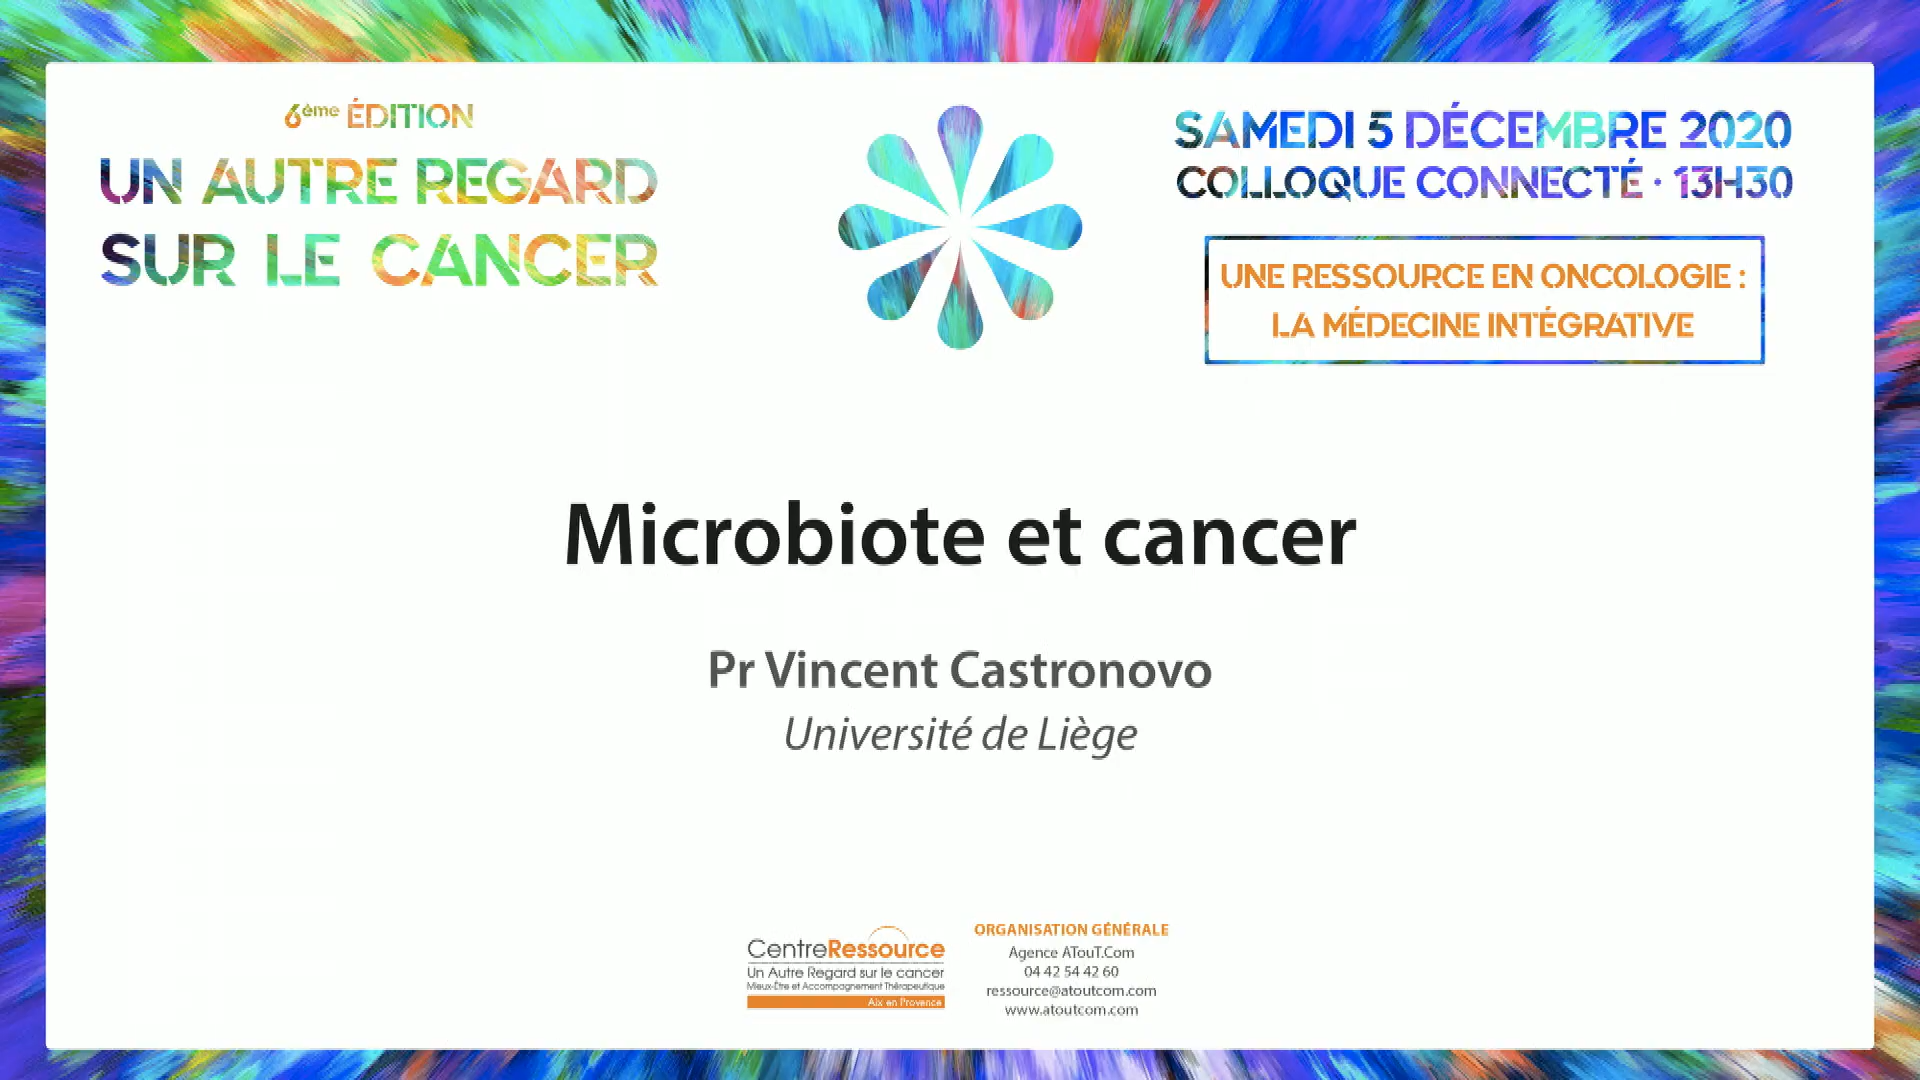 6ème ÉDITION
UN AUTRE REGARD
SUR LE CANCER
SAMEDI 5 DÉCEMBRE 2020
COLLOQUE CONNECTÉ · 13H30
UNE RESSOURCE EN ONCOLOGIE :
LA MÉDECINE INTÉGRATIVE
Microbiote et cancer
Pr Vincent Castronovo
Université de Liège
CentreRessource
Un Autre Regard sur le cancer
Mieux-Être et Accompagnement Thérapeutique
Aix en Provence
ORGANISATION GÉNÉRALE
Agence ATouT.Com
04 42 54 42 60
ressource@atoutcom.com
www.atoutcom.com